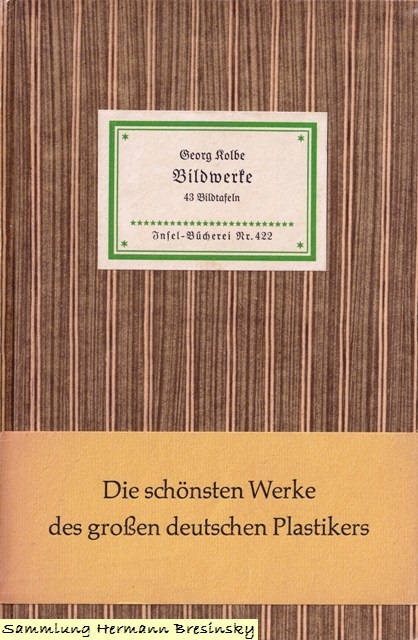 Georg Kolbe
Bildwerke
43 Bildtafeln
Insel-Bücherei Nr. 422
Die schönsten Werke
des großen deutschen Plastikers
Sammlung Hermann Bresinsky